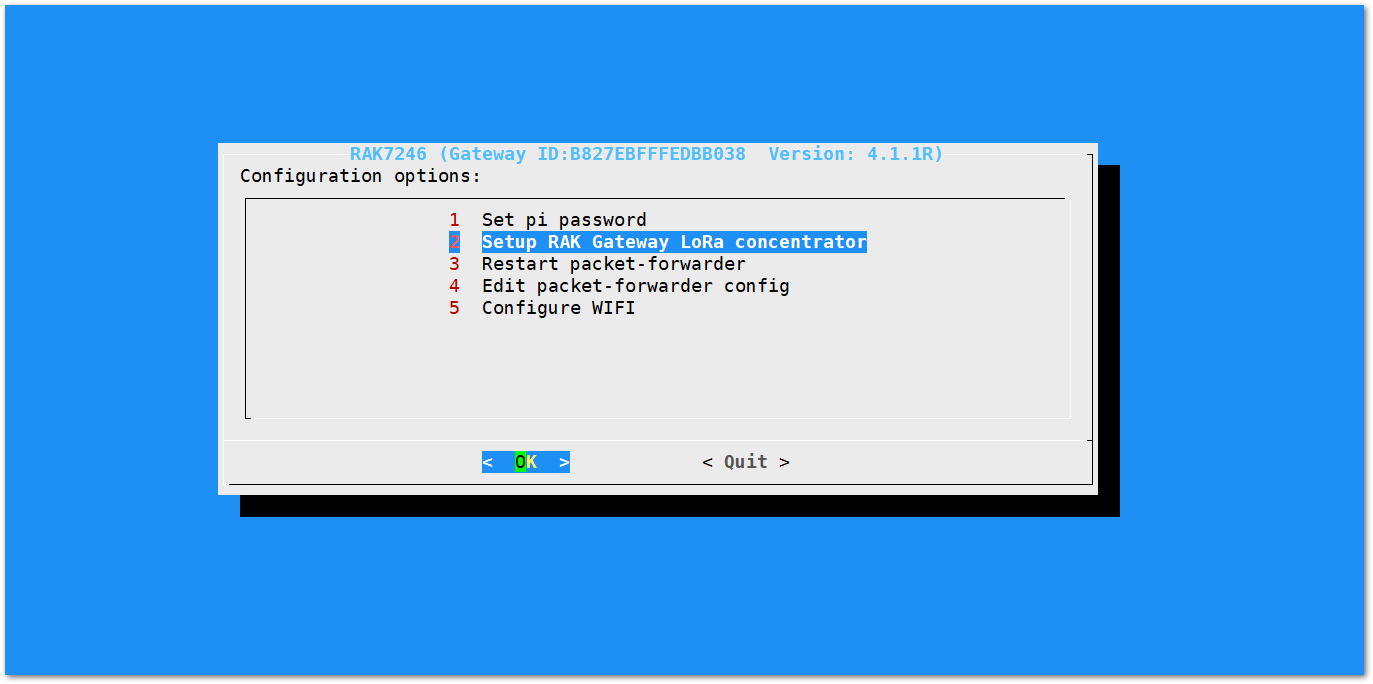 RAK7246 (Gateway ID:B827EBFFFEDBB038  Version: 4.1.1R)
Configuration options:
1  Set pi password
2  Setup RAK Gateway LoRa concentrator
3  Restart packet-forwarder
4  Edit packet-forwarder config
5  Configure WIFI
<  OK  > < Quit >